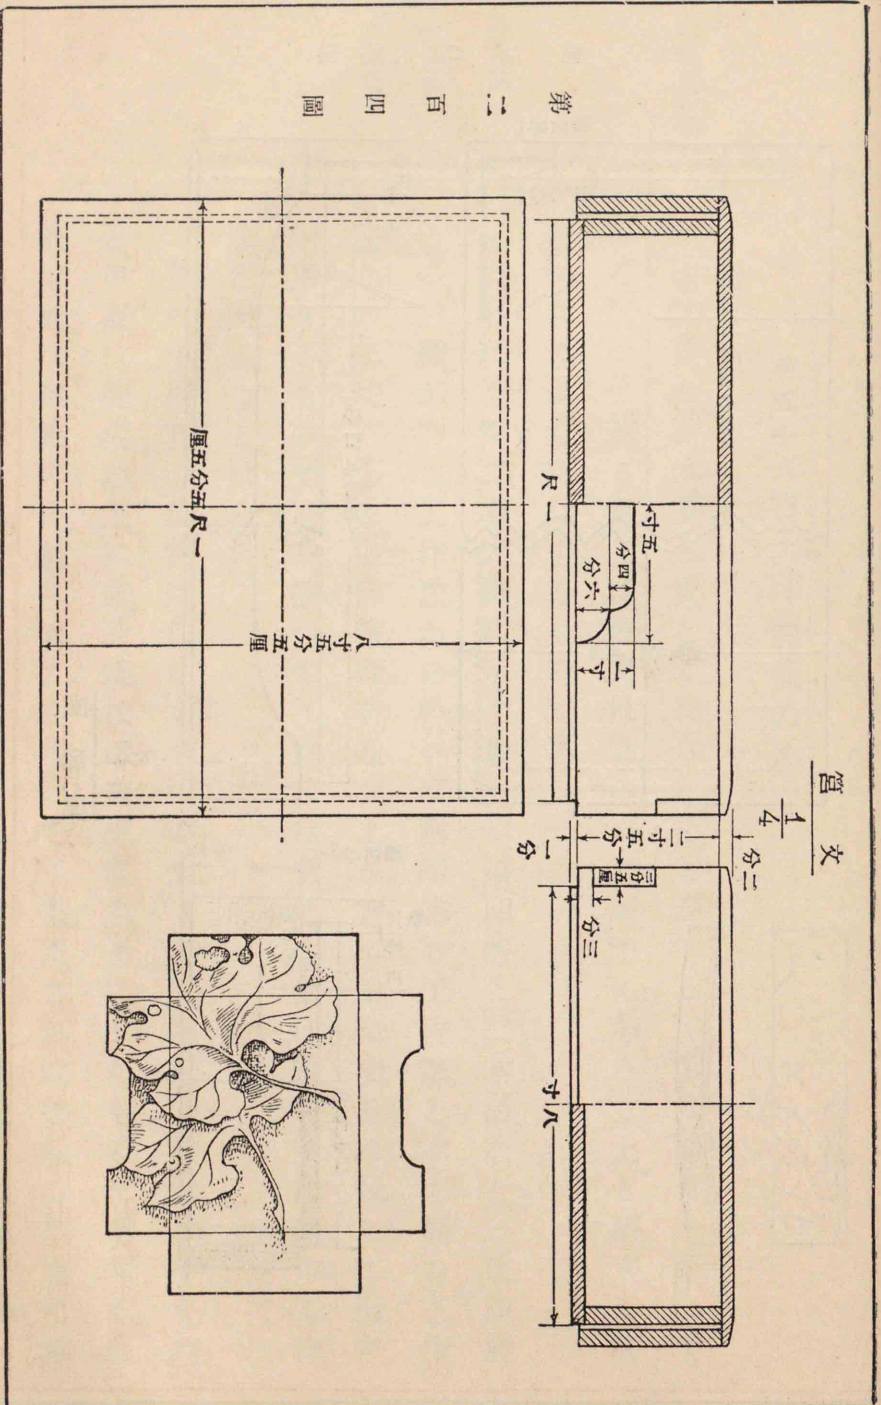 文筥
1/4
第二百四圖
一尺
五寸
四分
六分
一寸
二分
二寸五分
一分
二分五厘
三分
八寸
一尺五分五厘
八寸五分五厘